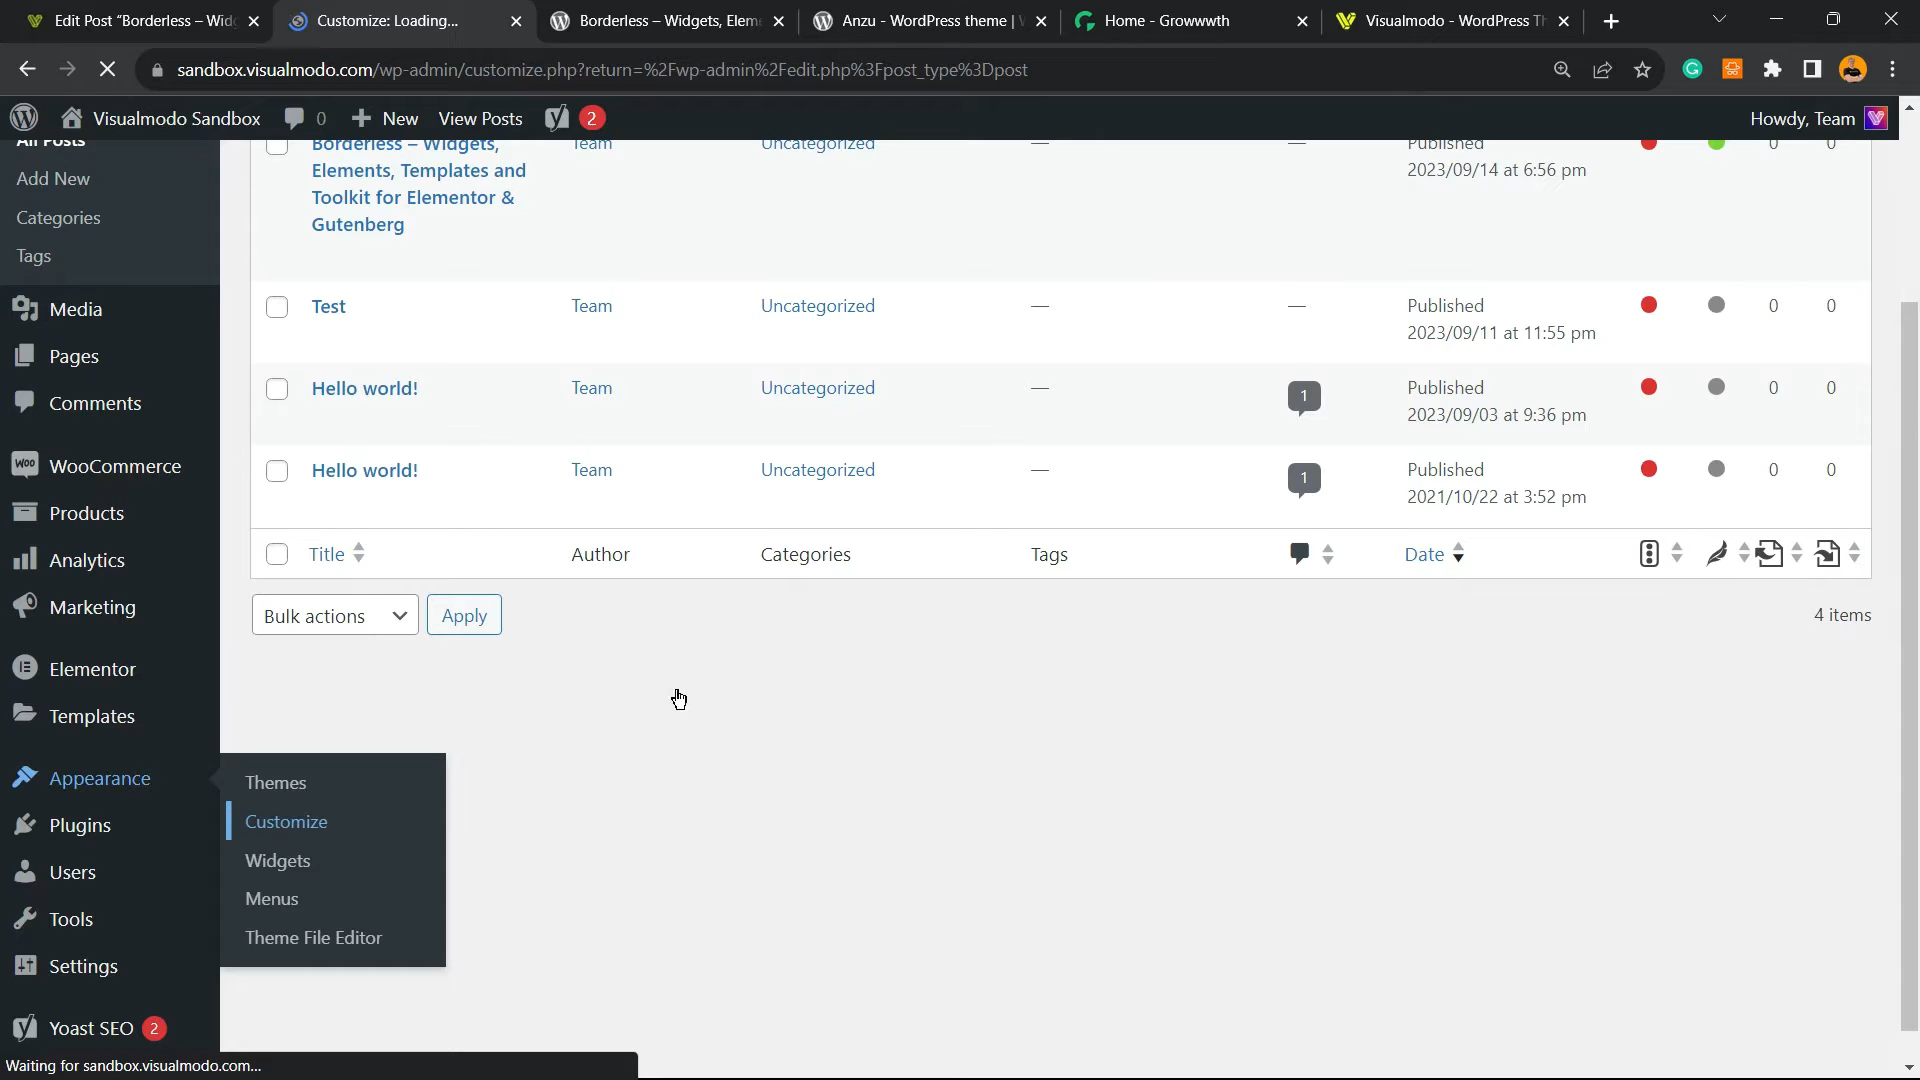 Edit Post “Borderless – Wid
Customize: Loading...
Borderless – Widgets, Elem
Anzu - WordPress theme |
Home - Growwwth
Visualmodo - WordPress Th
sandbox.visualmodo.com/wp-admin/customize.php?return=%2Fwp-admin%2Fedit.php%3Fpost_type%3Dpost
Visualmodo Sandbox
0
New
View Posts
2
Howdy, Team
All Posts
Add New
Categories
Tags
Media
Pages
Comments
WOO
WooCommerce
Products
Analytics
Marketing
Elementor
Templates
Appearance
Plugins
Users
Tools
Settings
Yoast SEO 2
Themes
Customize
Widgets
Menus
Theme File Editor
Borderless – Widgets,
Elements, Templates and
Toolkit for Elementor &
Gutenberg
Team
Uncategorized
—
—
Published
2023/09/14 at 6:56 pm
0
0
Test
Team
Uncategorized
—
—
Published
2023/09/11 at 11:55 pm
0
0
Hello world!
Team
Uncategorized
—
1
Published
2023/09/03 at 9:36 pm
0
0
Hello world!
Team
Uncategorized
—
1
Published
2021/10/22 at 3:52 pm
0
0
Title
Author
Categories
Tags
Date
Bulk actions
Apply
4 items
Waiting for sandbox.visualmodo.com...